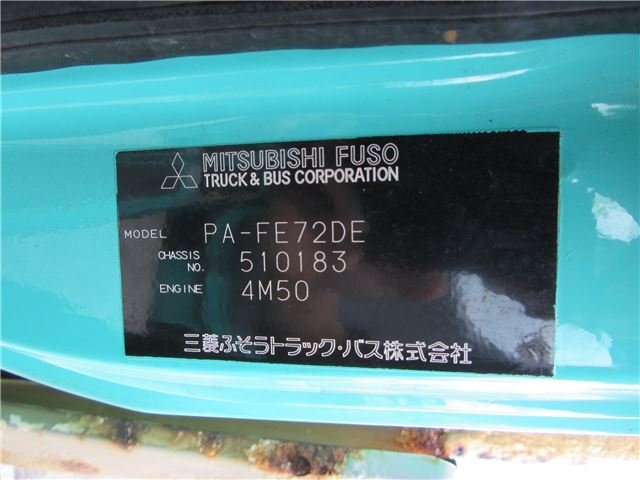 MITSUBISHI FUSO
TRUCK & BUS CORPORATION
MODEL PA-FE72DE
CHASSIS NO. 510183
ENGINE 4M50
三菱ふそうトラック・バス株式会社